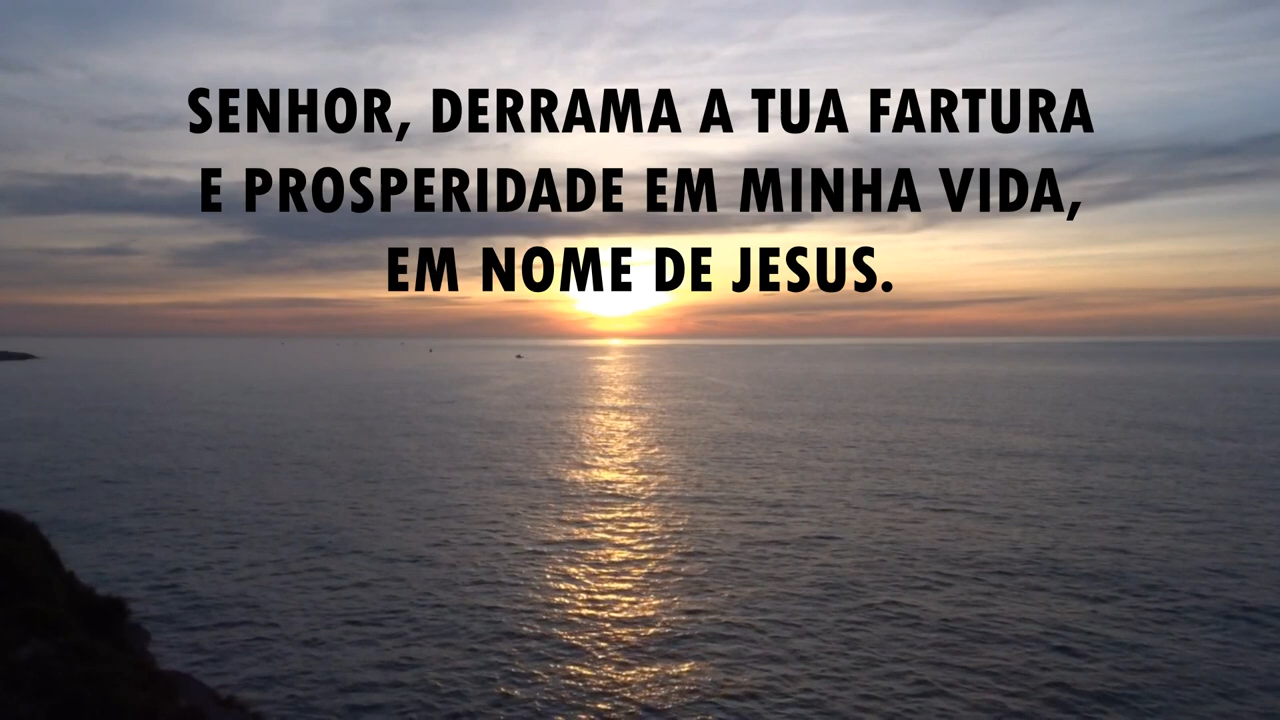 SENHOR, DERRAMA A TUA FARTURA
E PROSPERIDADE EM MINHA VIDA,
EM NOME DE JESUS.